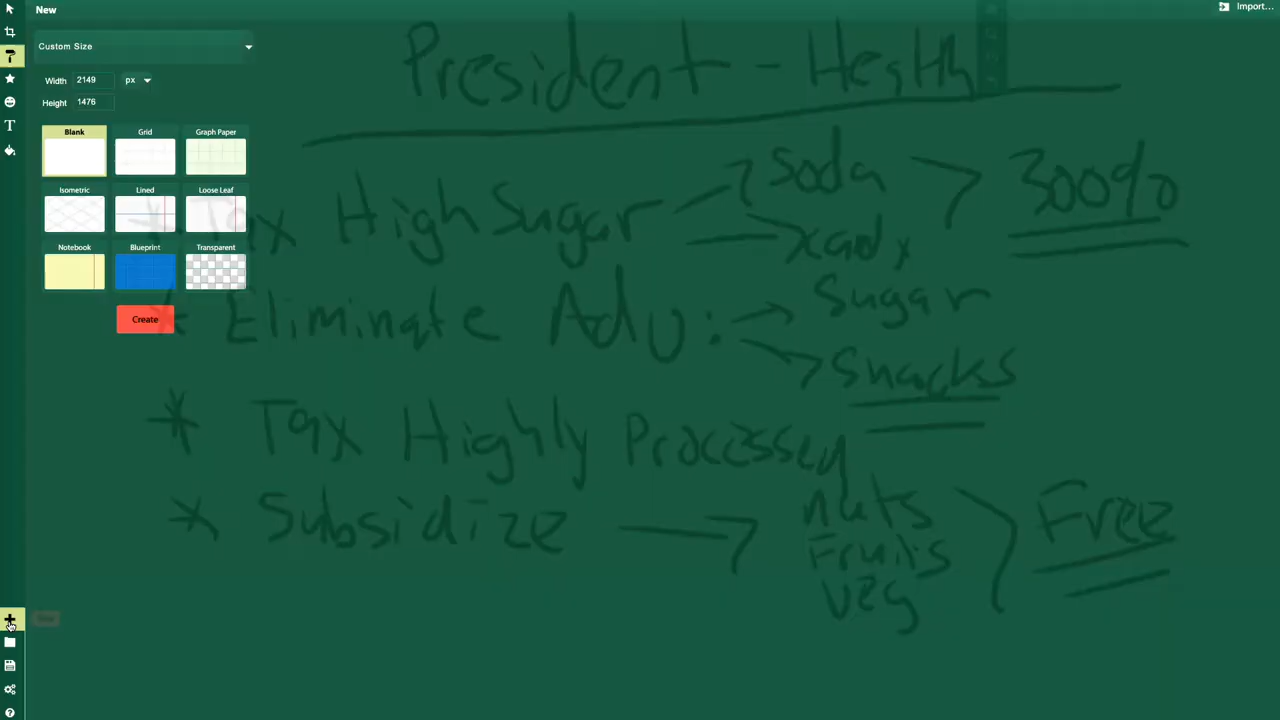 New
Import...
Custom Size
Width 2149 px
Height 1476
Blank Grid Graph Paper
Isometric Lined Loose Leaf
Notebook Blueprint Transparent
Create
President - Health
* Tax HighSugar soda 300%
xadx
* Eliminate Adv: Sugar
Snacks
* Tax Highly Processed
* Subsidize nuts Free
Fruits
veg
T
?